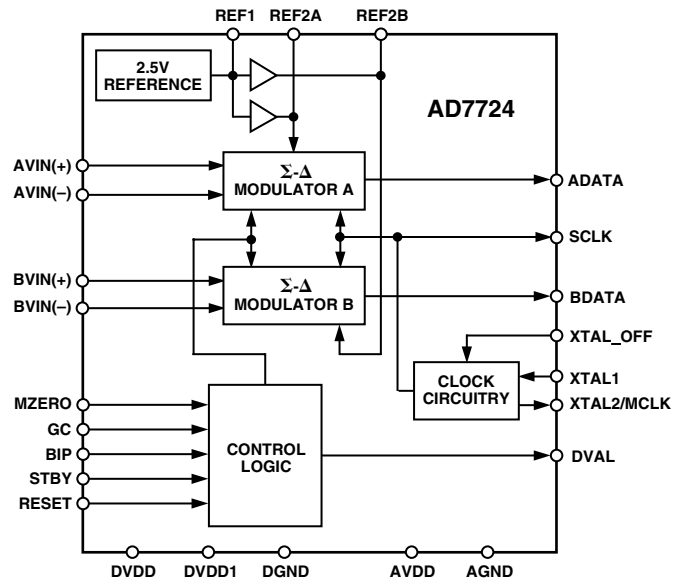 REF1 REF2A REF2B
2.5V
REFERENCE
AD7724
AVIN(+)
AVIN(–)
Σ-Δ
MODULATOR A
ADATA
SCLK
BVIN(+)
BVIN(–)
Σ-Δ
MODULATOR B
BDATA
XTAL_OFF
CLOCK
CIRCUITRY
XTAL1
XTAL2/MCLK
MZERO
GC
BIP
STBY
RESET
CONTROL
LOGIC
DVAL
DVDD DVDD1 DGND AVDD AGND